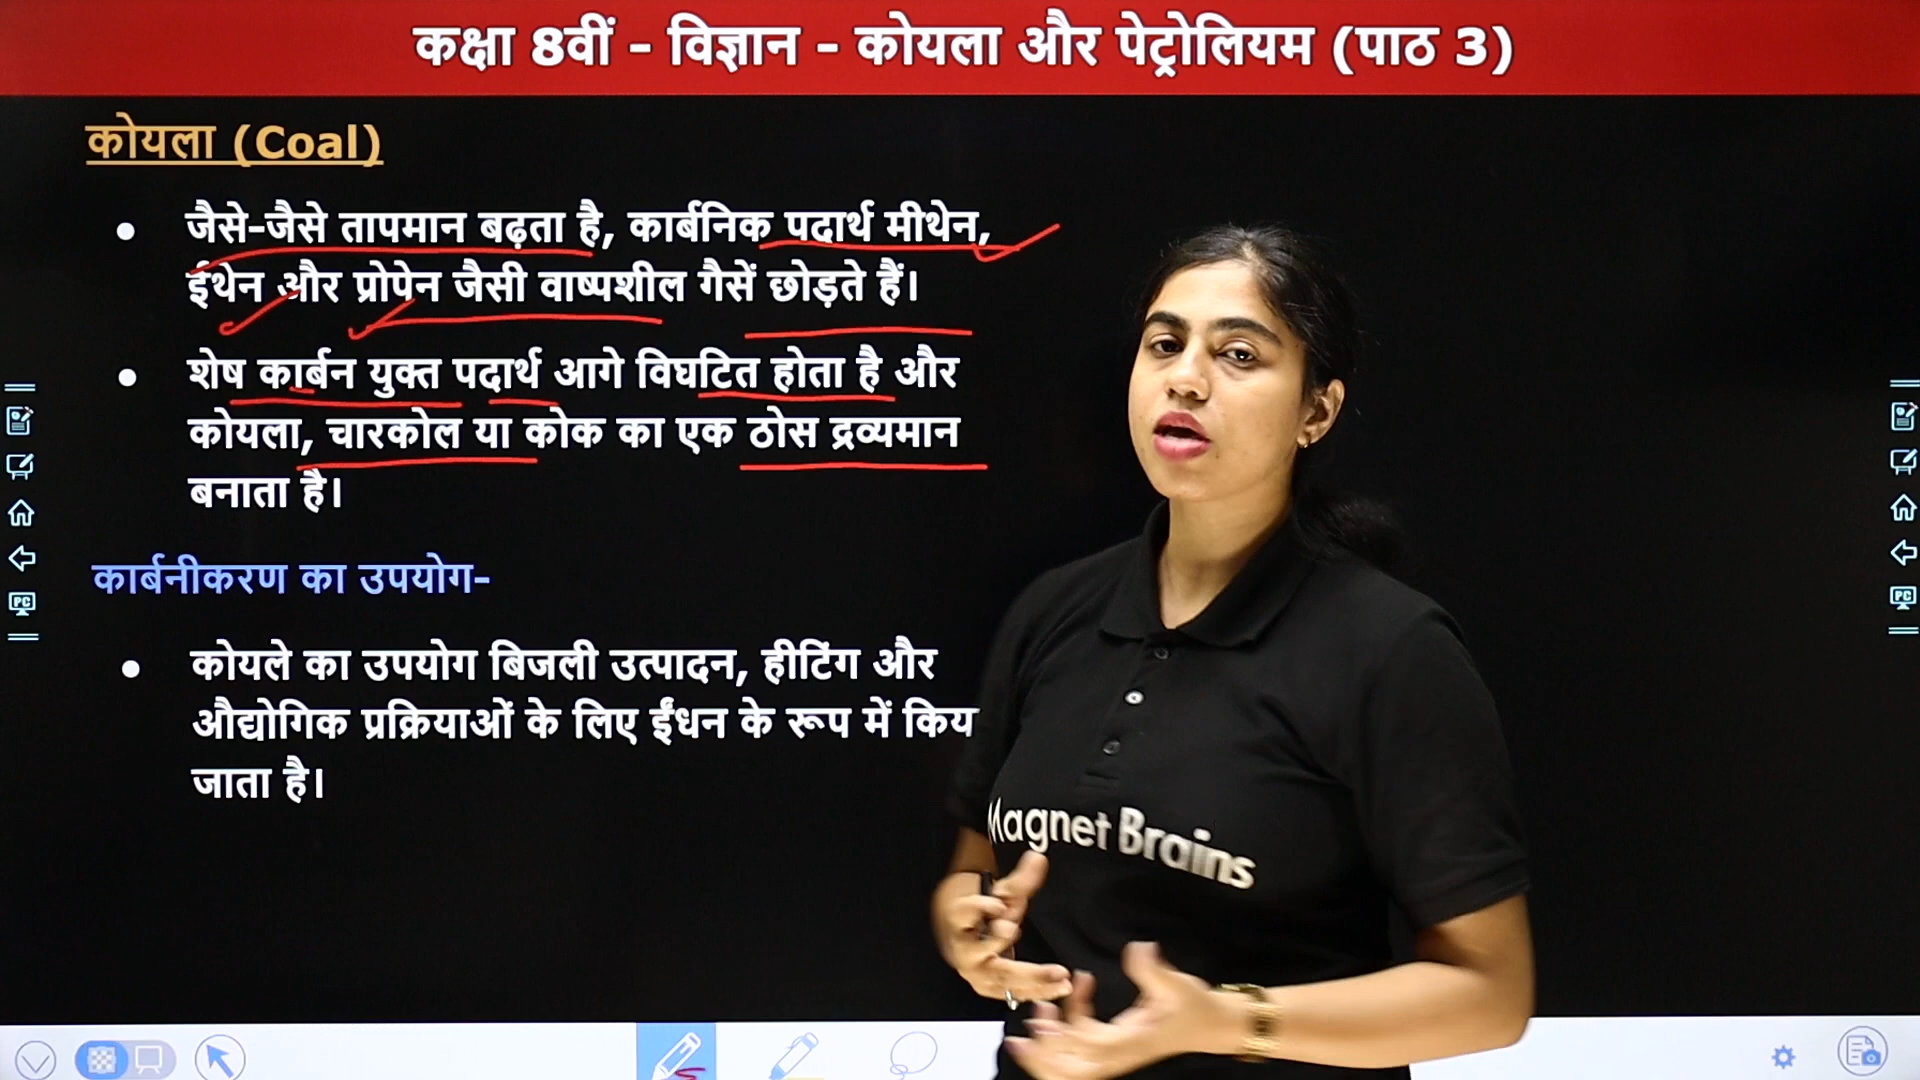 कक्षा 8वीं - विज्ञान - कोयला और पेट्रोलियम (पाठ 3)
कोयला (Coal)
जैसे-जैसे तापमान बढ़ता है, कार्बनिक पदार्थ मीथेन,
ईथेन और प्रोपेन जैसी वाष्पशील गैसें छोड़ते हैं।
शेष कार्बन युक्त पदार्थ आगे विघटित होता है और
कोयला, चारकोल या कोक का एक ठोस द्रव्यमान
बनाता है।
कार्बनीकरण का उपयोग-
कोयले का उपयोग बिजली उत्पादन, हीटिंग और
औद्योगिक प्रक्रियाओं के लिए ईंधन के रूप में किय
जाता है।
Magnet Brains
PC
PC